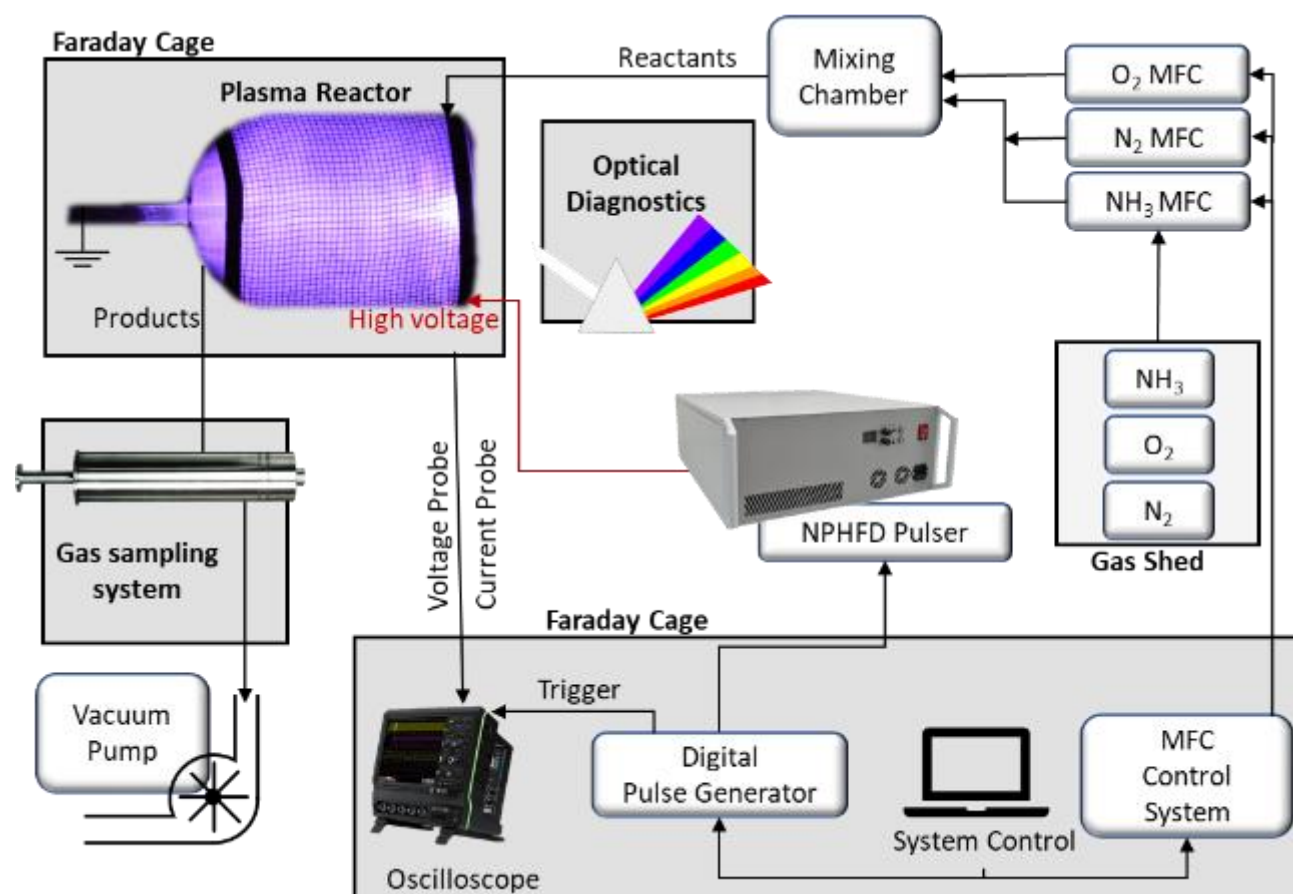 Faraday Cage
Plasma Reactor
Reactants
Mixing
Chamber
O₂ MFC
N₂ MFC
NH₃ MFC
Optical
Diagnostics
Products
High voltage
NH₃
O₂
N₂
Gas Shed
Gas sampling
system
Voltage Probe
Current Probe
NPHFD Pulser
Faraday Cage
Vacuum
Pump
Trigger
Digital
Pulse Generator
MFC
Control
System
System Control
Oscilloscope